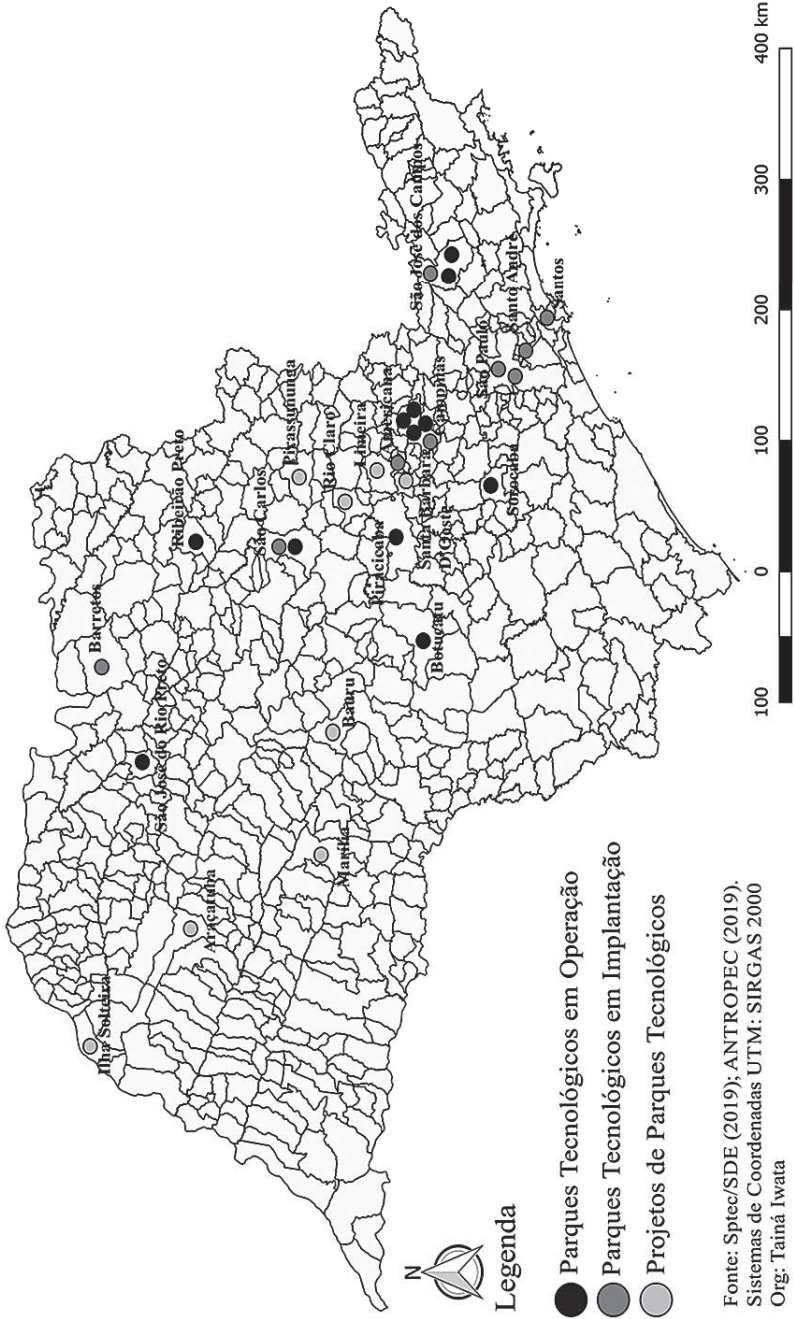 Ilha Solteira
Barrotos
São José do Rio Preto
Ribeirão Preto
Araçatuba
São Carlos
Pirassununga
Rio Claro
Marília
Bauru
Limeira
Piracicaba
Americana
São José dos Campos
Santa Bárbara
D'Oeste
Campinas
Botucatu
São Paulo
Santo André
Sorocaba
Santos
N
Legenda
Parques Tecnológicos em Operação
Parques Tecnológicos em Implantação
Projetos de Parques Tecnológicos
Fonte: Sptec/SDE (2019); ANTROPEC (2019).
Sistemas de Coordenadas UTM: SIRGAS 2000
Org: Tainá Iwata
100 0 100 200 300 400 km